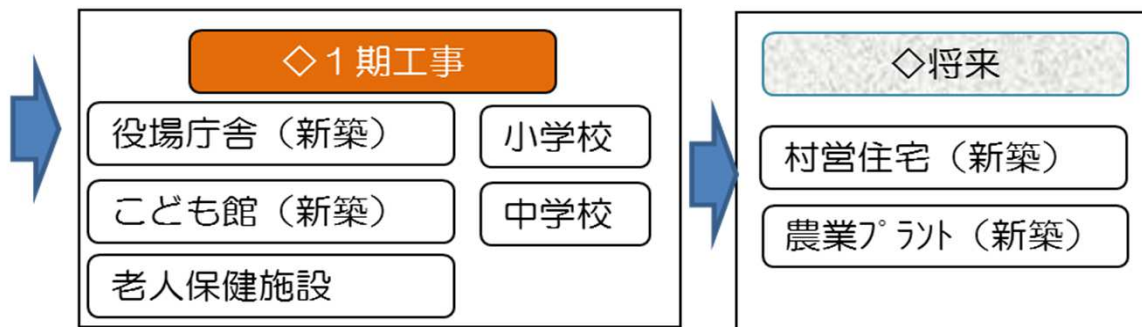 ◇１期工事
役場庁舎（新築）
小学校
こども館（新築）
中学校
老人保健施設
◇将来
村営住宅（新築）
農業ﾌﾟﾗﾝﾄ（新築）